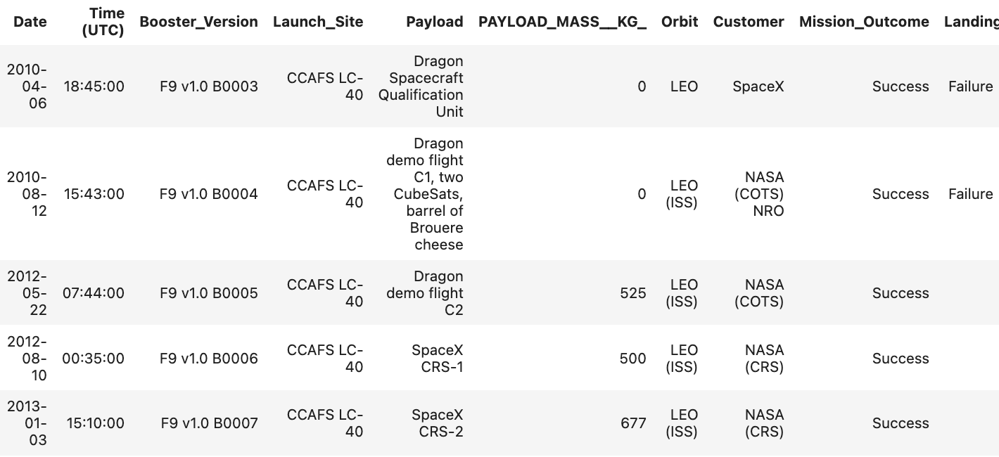 Date Time (UTC) Booster_Version Launch_Site Payload PAYLOAD_MASS__KG_ Orbit Customer Mission_Outcome Landing
2010-04-06 18:45:00 F9 v1.0 B0003 CCAFS LC-40 Dragon Spacecraft Qualification Unit 0 LEO SpaceX Success Failure
2010-08-12 15:43:00 F9 v1.0 B0004 CCAFS LC-40 Dragon demo flight C1, two CubeSats, barrel of Brouere cheese 0 LEO (ISS) NASA (COTS) NRO Success Failure
2012-05-22 07:44:00 F9 v1.0 B0005 CCAFS LC-40 Dragon demo flight C2 525 LEO (ISS) NASA (COTS) Success
2012-08-10 00:35:00 F9 v1.0 B0006 CCAFS LC-40 SpaceX CRS-1 500 LEO (ISS) NASA (CRS) Success
2013-01-03 15:10:00 F9 v1.0 B0007 CCAFS LC-40 SpaceX CRS-2 677 LEO (ISS) NASA (CRS) Success